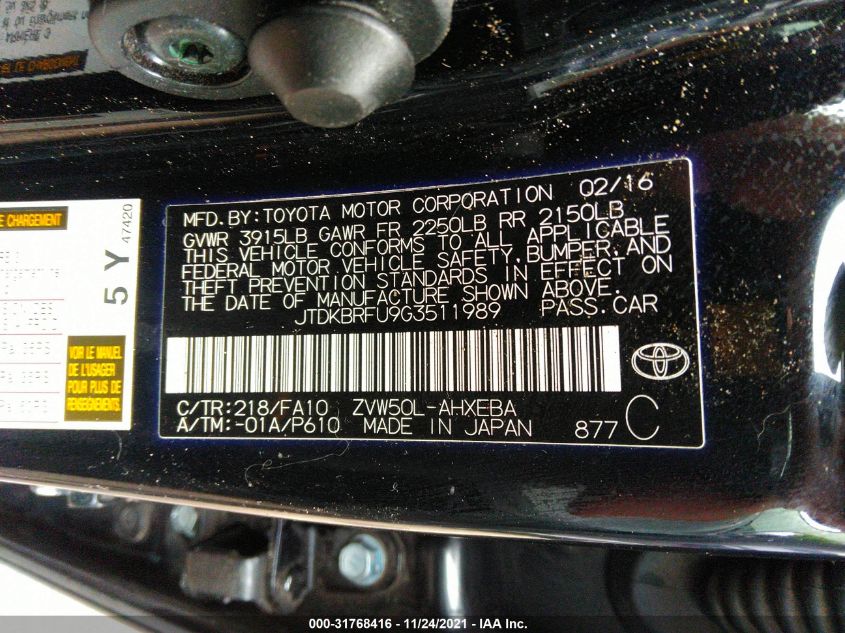 E CHARGEMENT
5 Y
47420
VOIR LE MANUEL
DE L'USAGER
POUR PLUS DE
RENSEIGNEMENTS
MFD. BY: TOYOTA MOTOR CORPORATION 02/16
GVWR 3915LB GAWR FR 2250LB RR 2150LB
THIS VEHICLE CONFORMS TO ALL APPLICABLE
FEDERAL MOTOR VEHICLE SAFETY, BUMPER, AND
THEFT PREVENTION STANDARDS IN EFFECT ON
THE DATE OF MANUFACTURE SHOWN ABOVE.
JTDKBRFU9G3511989 PASS. CAR
C/TR: 218/FA10 ZVW50L-AHXEBA
A/TM: -01A/P610 MADE IN JAPAN 877 C
000-31768416 - 11/24/2021 - © IAA, Inc.